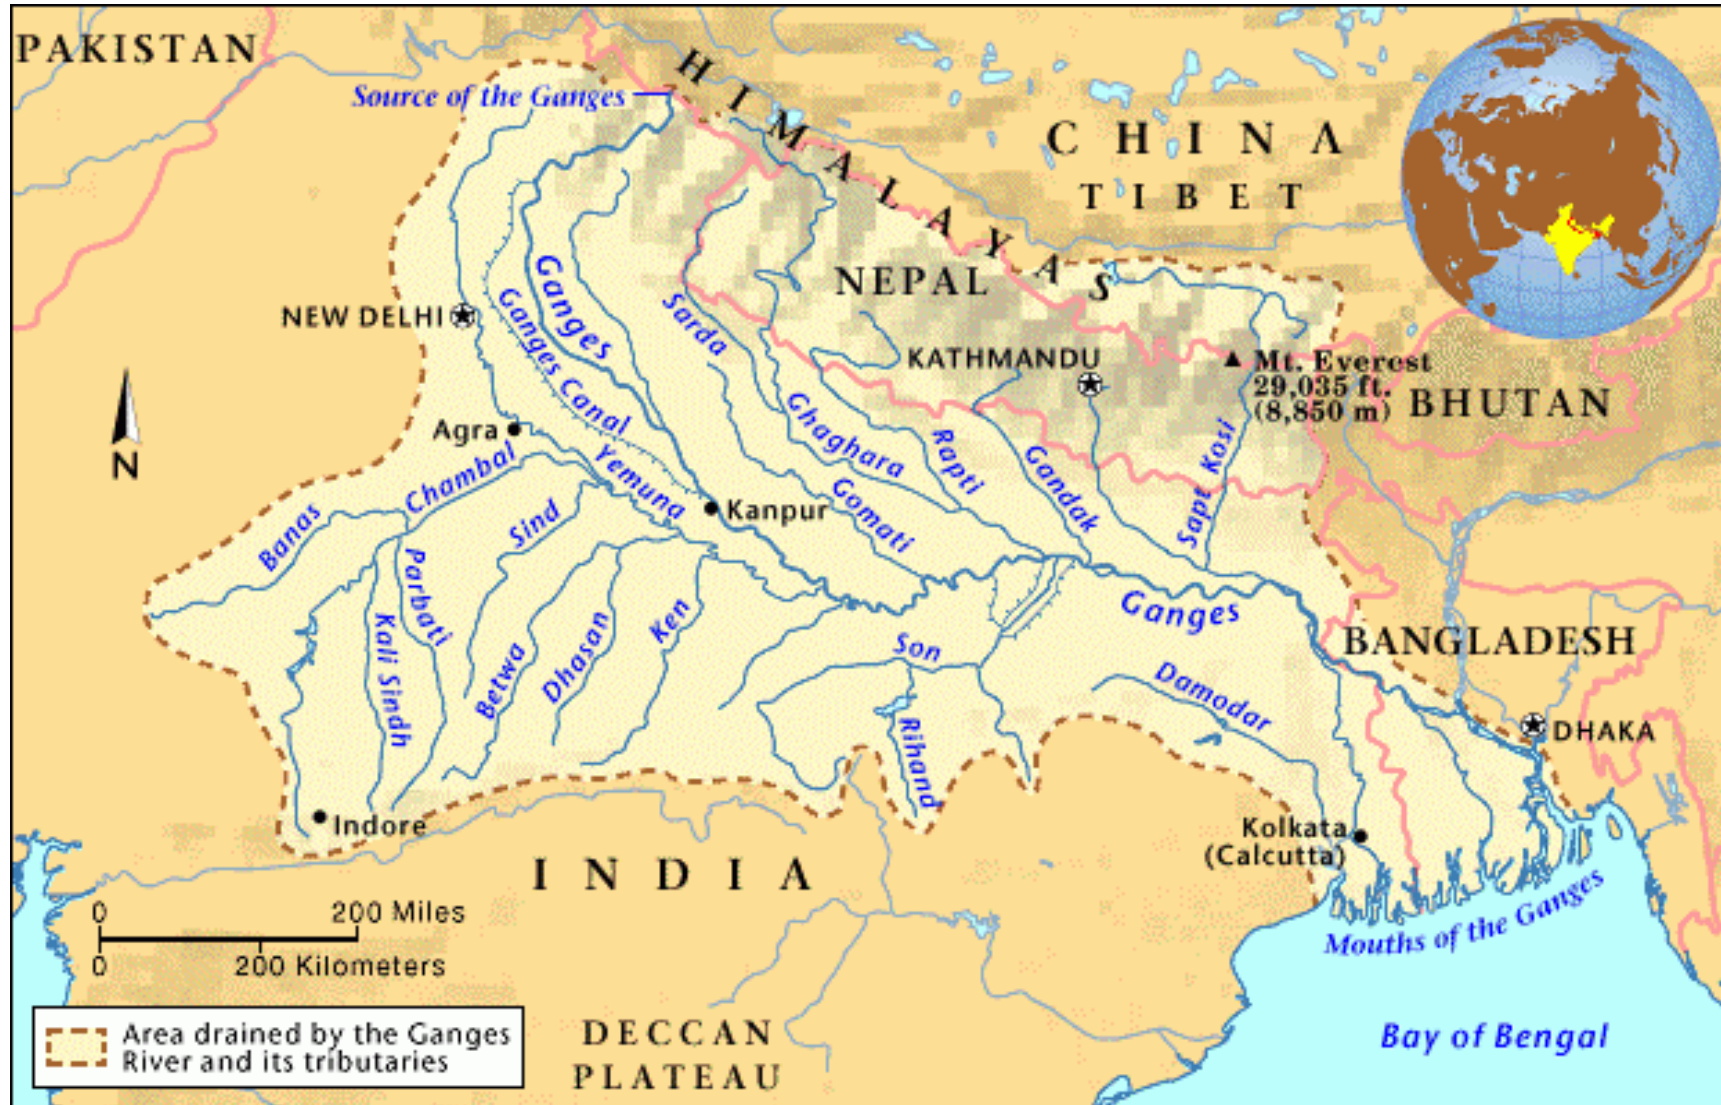 PAKISTAN
Source of the Ganges
HIMALAYAS
CHINA
TIBET
NEPAL
NEW DELHI
Ganges
Ganges Canal
Sarda
KATHMANDU
Mt. Everest
29,035 ft.
(8,850 m)
BHUTAN
Agra
Chambal
Yemuna
Ghaghara
Rapti
Gandak
Sapt Kosi
N
Banas
Sind
Kanpur
Gomati
Parbati
Kali Sindh
Betwa
Dhasan
Ken
Son
Ganges
BANGLADESH
Damodar
Rihand
DHAKA
Indore
Kolkata
(Calcutta)
INDIA
Mouths of the Ganges
0 200 Miles
0 200 Kilometers
Area drained by the Ganges
River and its tributaries
DECCAN
PLATEAU
Bay of Bengal